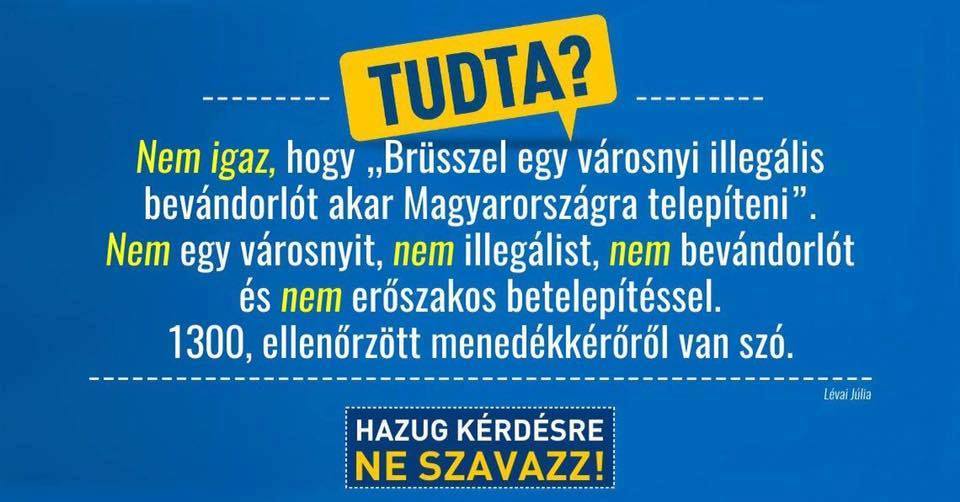 TUDTA?
Nem igaz, hogy „Brüsszel egy városnyi illegális
bevándorlót akar Magyarországra telepíteni”.
Nem egy városnyit, nem illegálist, nem bevándorlót
és nem erőszakos betelepítéssel.
1300, ellenőrzött menedékkérőről van szó.
Lévai Júlia
HAZUG KÉRDÉSRE
NE SZAVAZZ!